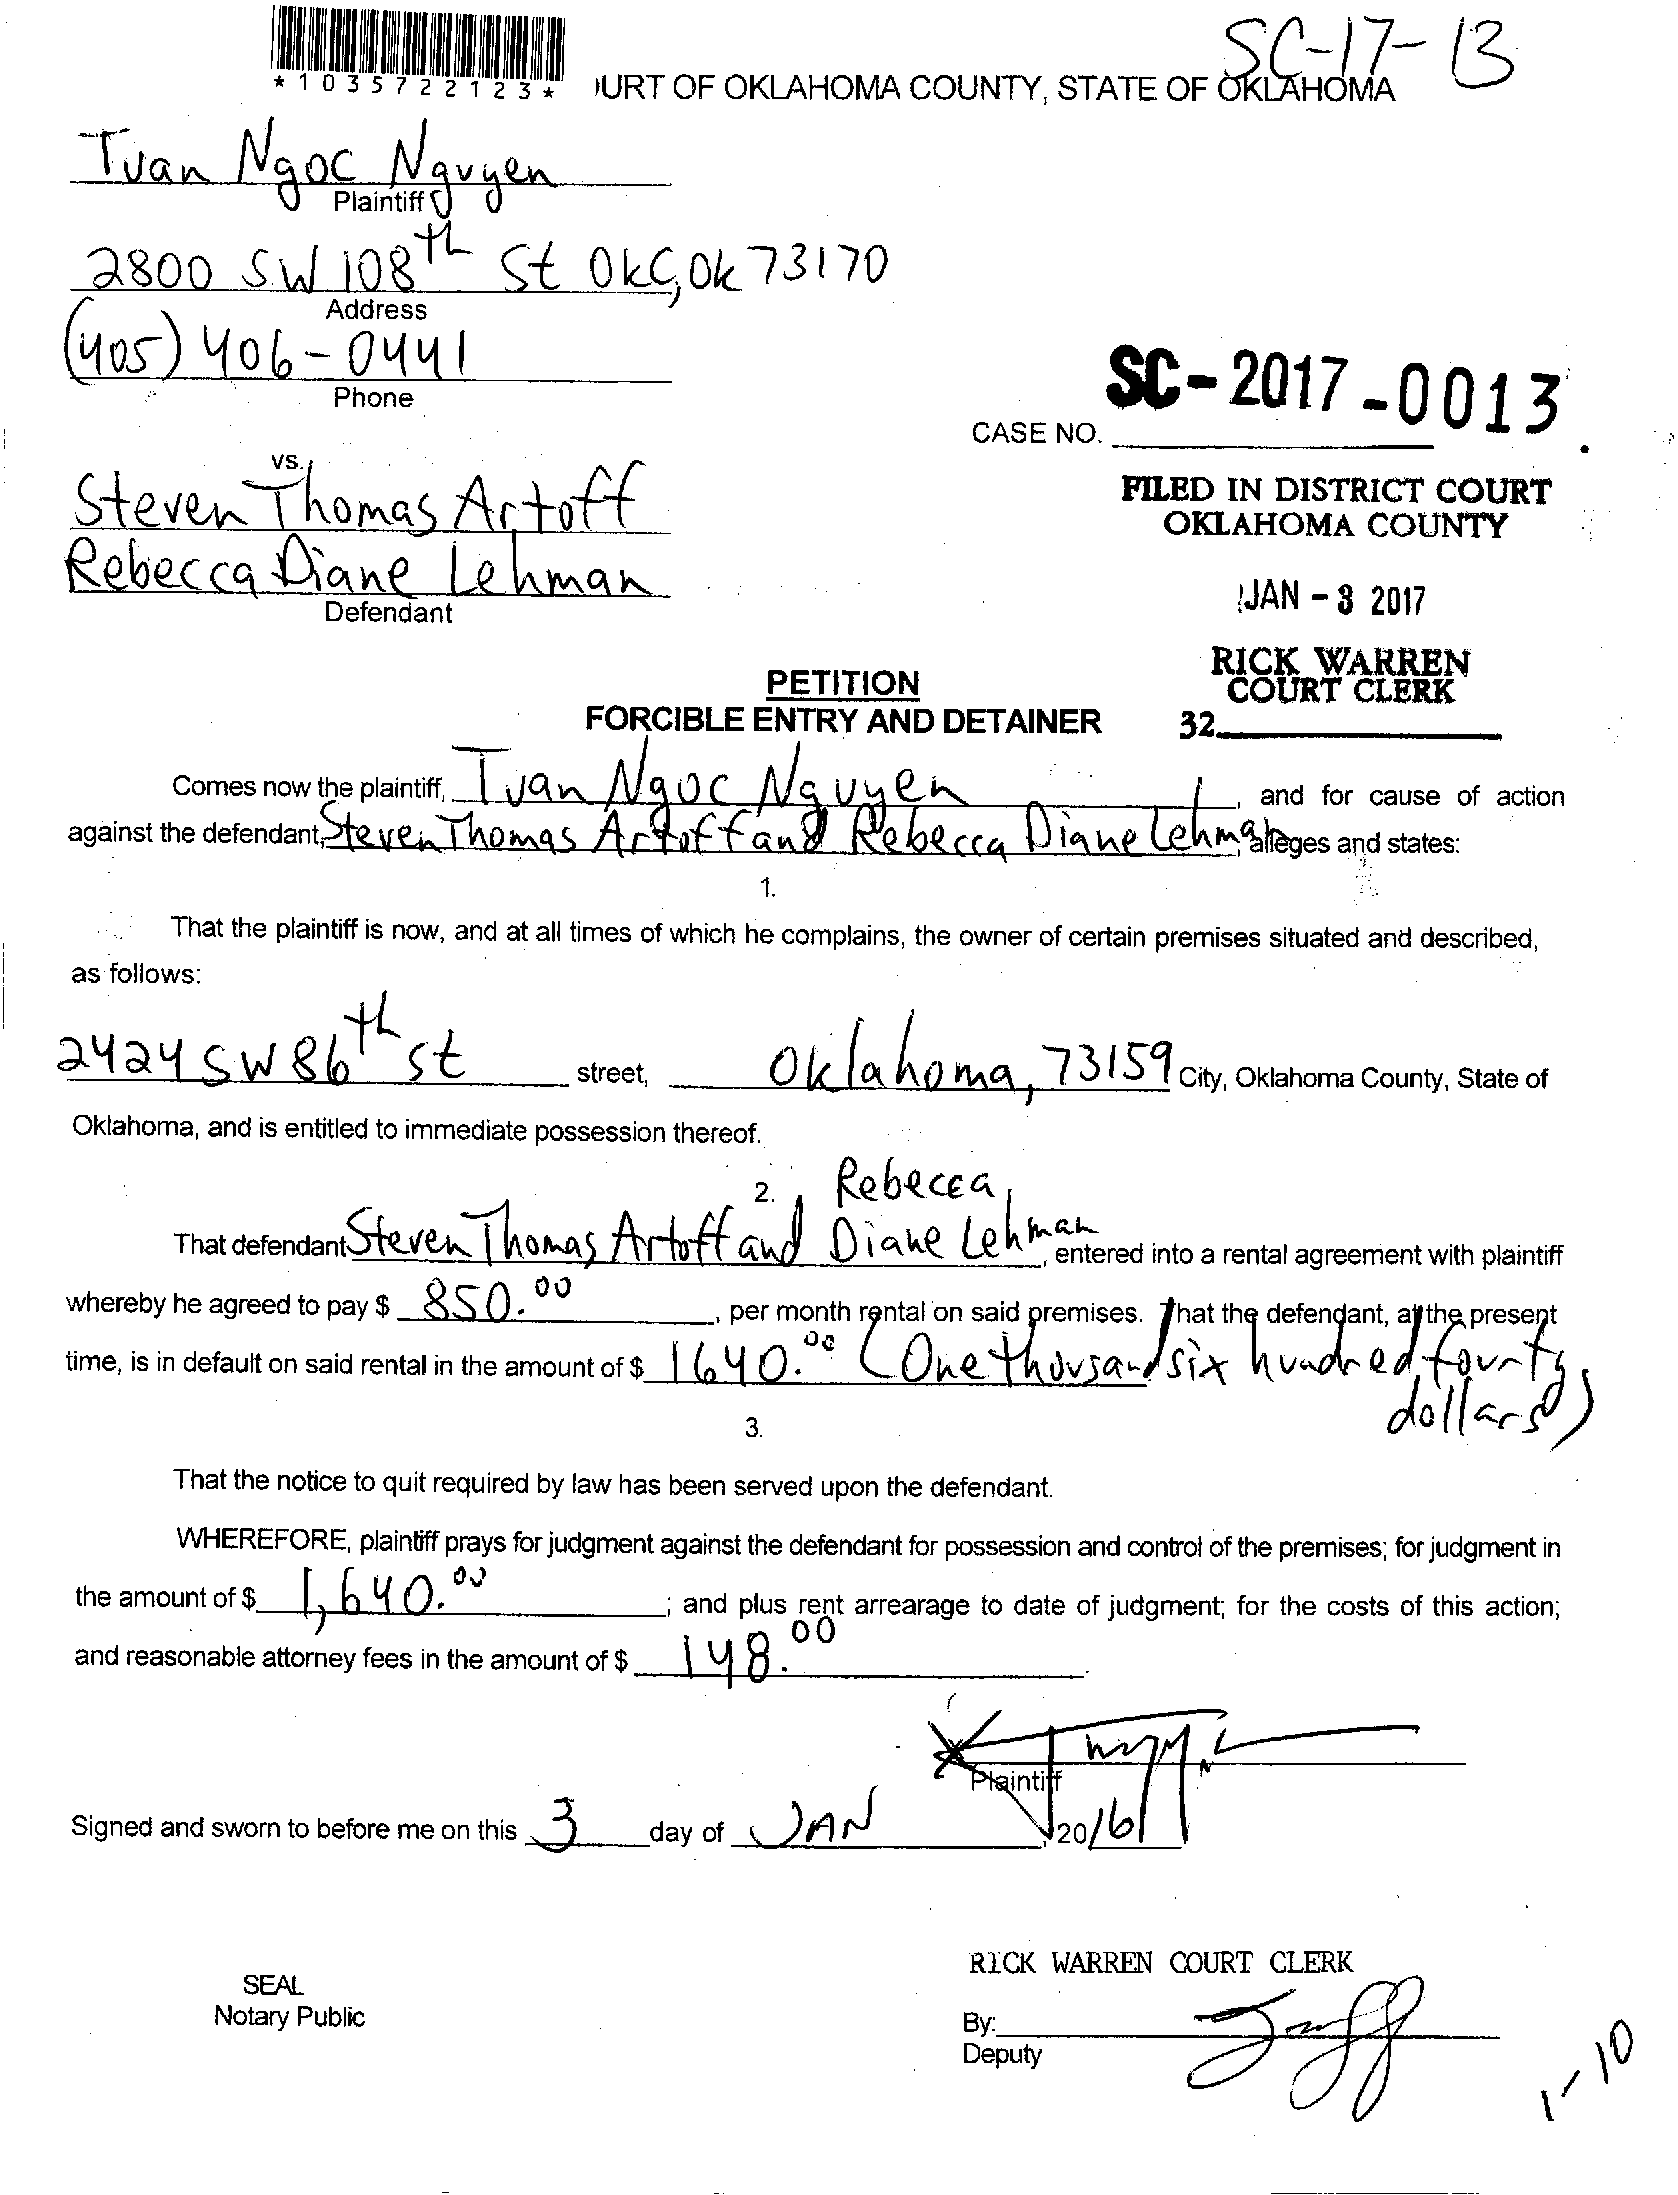 SC-17-13
*1035722123* URT OF OKLAHOMA COUNTY, STATE OF OKLAHOMA
Tuan Ngoc Nguyen
Plaintiff
2800 SW 108th St OkC, Ok 73170
Address
(405) 406-0441
Phone
SC-2017-0013
CASE NO.
vs.
Steven Thomas Artoff
Rebecca Diane Lehman
Defendant
FILED IN DISTRICT COURT
OKLAHOMA COUNTY
JAN - 3 2017
RICK WARREN
COURT CLERK
32
PETITION
FORCIBLE ENTRY AND DETAINER
Comes now the plaintiff, Tuan Ngoc Nguyen, and for cause of action
against the defendant, Steven Thomas Artoff and Rebecca Diane Lehman, alleges and states:
1.
That the plaintiff is now, and at all times of which he complains, the owner of certain premises situated and described,
as follows:
2424 SW 86th St street, Oklahoma, 73159 City, Oklahoma County, State of
Oklahoma, and is entitled to immediate possession thereof.
2.
Rebecca
That defendant Steven Thomas Artoff and Diane Lehman, entered into a rental agreement with plaintiff
whereby he agreed to pay $ 850.00, per month rental on said premises. That the defendant, at the present
time, is in default on said rental in the amount of $ 1640.00 (One thousand six hundred fourty
dollars)
3.
That the notice to quit required by law has been served upon the defendant.
WHEREFORE, plaintiff prays for judgment against the defendant for possession and control of the premises; for judgment in
the amount of $ 1,640.00; and plus rent arrearage to date of judgment; for the costs of this action;
and reasonable attorney fees in the amount of $ 148.00
Plaintiff
Signed and sworn to before me on this 3 day of JAN, 2016
RICK WARREN COURT CLERK
SEAL
Notary Public
By:
Deputy
1-10